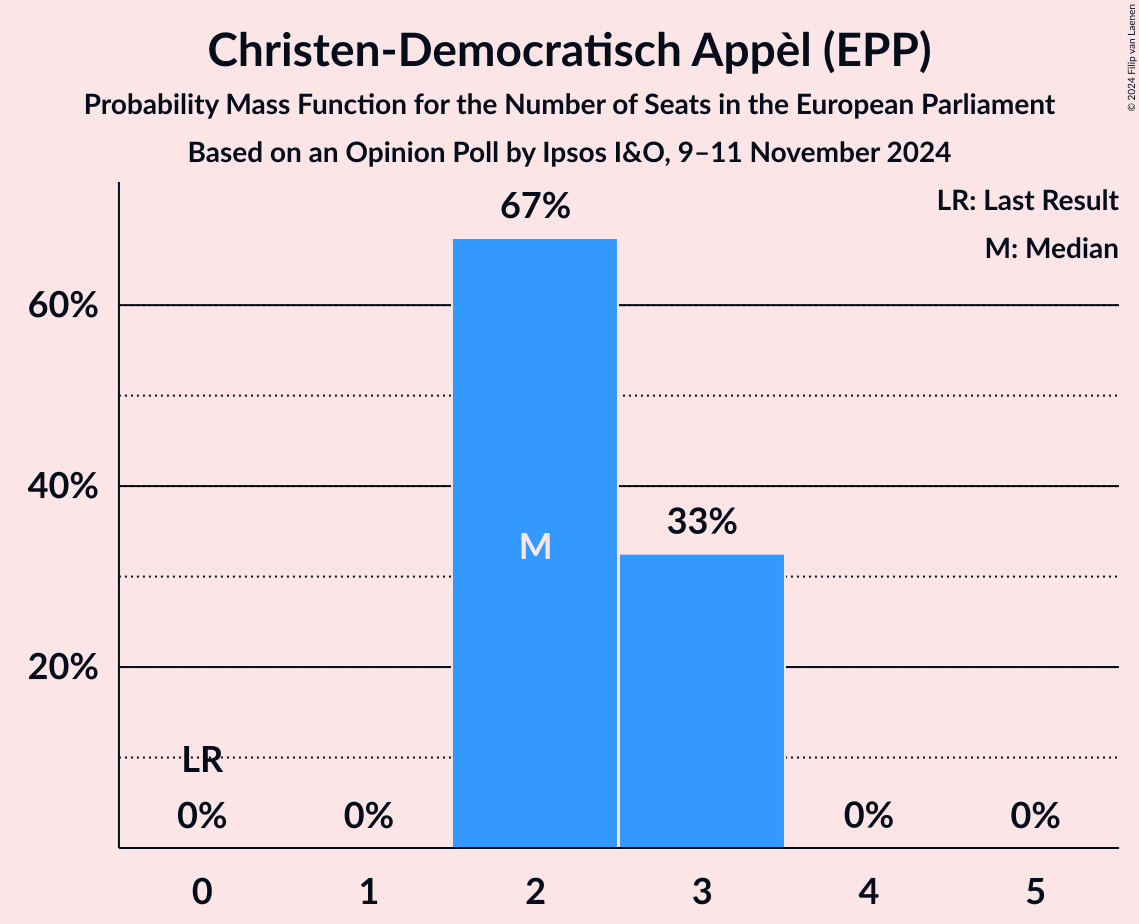 Christen-Democratisch Appèl (EPP)
Probability Mass Function for the Number of Seats in the European Parliament
Based on an Opinion Poll by Ipsos I&O, 9–11 November 2024
© 2024 Filip van Laenen
LR: Last Result
M: Median
67%
60%
40%
33%
M
20%
LR
0% 0% 0% 0%
0 1 2 3 4 5